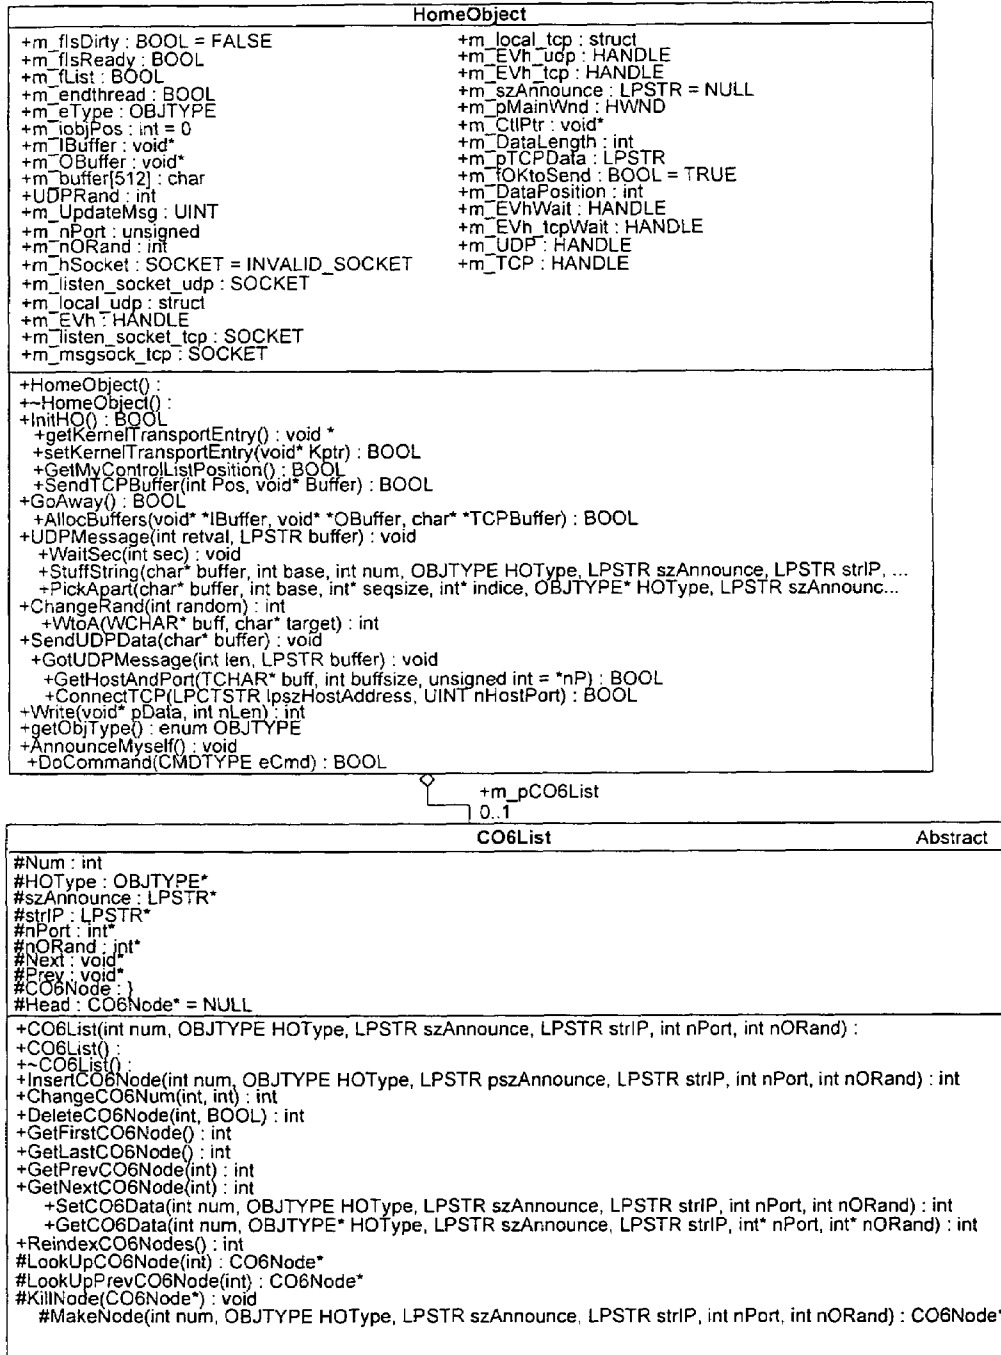 HomeObject
+m_fIsDirty : BOOL = FALSE
+m_fIsReady : BOOL
+m_fList : BOOL
+m_endthread : BOOL
+m_eType : OBJTYPE
+m_iobjPos : int = 0
+m_IBuffer : void*
+m_OBuffer : void*
+m_buffer[512] : char
+UDPRand : int
+m_UpdateMsg : UINT
+m_nPort : unsigned
+m_nORand : int
+m_hSocket : SOCKET = INVALID_SOCKET
+m_listen_socket_udp : SOCKET
+m_local_udp : struct
+m_EVh : HANDLE
+m_listen_socket_tcp : SOCKET
+m_msgsock_tcp : SOCKET
+m_local_tcp : struct
+m_EVh_udp : HANDLE
+m_EVh_tcp : HANDLE
+m_szAnnounce : LPSTR = NULL
+m_pMainWnd : HWND
+m_CtlPtr : void*
+m_DataLength : int
+m_pTCPData : LPSTR
+m_fOKtoSend : BOOL = TRUE
+m_DataPosition : int
+m_EVhWait : HANDLE
+m_EVh_tcpWait : HANDLE
+m_UDP : HANDLE
+m_TCP : HANDLE
+HomeObject() :
+~HomeObject() :
+InitHO() : BOOL
+getKernelTransportEntry() : void *
+setKernelTransportEntry(void* Kptr) : BOOL
+GetMyControlListPosition() : BOOL
+SendTCPBuffer(int Pos, void* Buffer) : BOOL
+GoAway() : BOOL
+AllocBuffers(void* *IBuffer, void* *OBuffer, char* *TCPBuffer) : BOOL
+UDPMessage(int retval, LPSTR buffer) : void
+WaitSec(int sec) : void
+StuffString(char* buffer, int base, int num, OBJTYPE HOType, LPSTR szAnnounce, LPSTR strIP, ...
+PickApart(char* buffer, int base, int* seqsize, int* indice, OBJTYPE* HOType, LPSTR szAnnounc...
+ChangeRand(int random) : int
+WtoA(WCHAR* buff, char* target) : int
+SendUDPData(char* buffer) : void
+GotUDPMessage(int len, LPSTR buffer) : void
+GetHostAndPort(TCHAR* buff, int buffsize, unsigned int = *nP) : BOOL
+ConnectTCP(LPCTSTR lpszHostAddress, UINT nHostPort) : BOOL
+Write(void* pData, int nLen) : int
+getObjType() : enum OBJTYPE
+AnnounceMyself() : void
+DoCommand(CMDTYPE eCmd) : BOOL
+m_pCO6List
0..1
CO6List Abstract
#Num : int
#HOType : OBJTYPE*
#szAnnounce : LPSTR*
#strIP : LPSTR*
#nPort : int*
#nORand : int*
#Next : void*
#Prev : void*
#CO6Node : }
#Head : CO6Node* = NULL
+CO6List(int num, OBJTYPE HOType, LPSTR szAnnounce, LPSTR strIP, int nPort, int nORand) :
+CO6List() :
+~CO6List() :
+InsertCO6Node(int num, OBJTYPE HOType, LPSTR pszAnnounce, LPSTR strIP, int nPort, int nORand) : int
+ChangeCO6Num(int, int) : int
+DeleteCO6Node(int, BOOL) : int
+GetFirstCO6Node() : int
+GetLastCO6Node() : int
+GetPrevCO6Node(int) : int
+GetNextCO6Node(int) : int
+SetCO6Data(int num, OBJTYPE HOType, LPSTR szAnnounce, LPSTR strIP, int nPort, int nORand) : int
+GetCO6Data(int num, OBJTYPE* HOType, LPSTR szAnnounce, LPSTR strIP, int* nPort, int* nORand) : int
+ReindexCO6Nodes() : int
#LookUpCO6Node(int) : CO6Node*
#LookUpPrevCO6Node(int) : CO6Node*
#KillNode(CO6Node*) : void
#MakeNode(int num, OBJTYPE HOType, LPSTR szAnnounce, LPSTR strIP, int nPort, int nORand) : CO6Node*